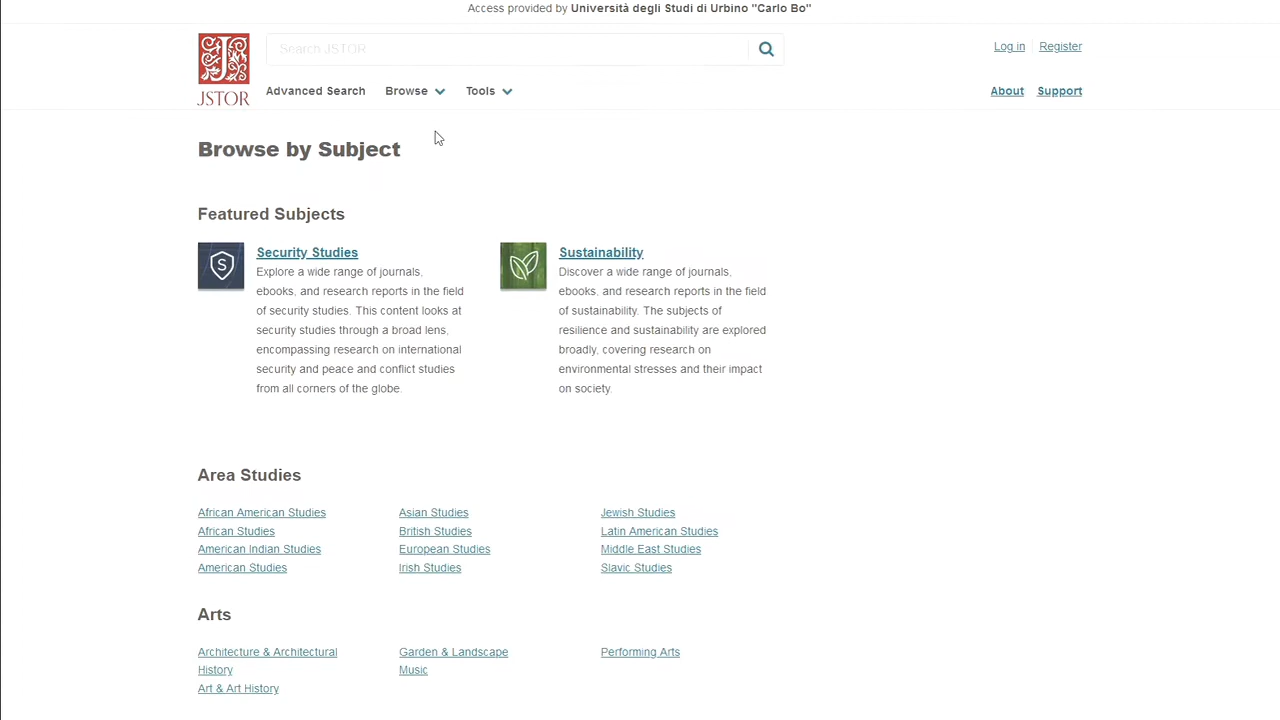 Access provided by Università degli Studi di Urbino "Carlo Bo"
JSTOR
Search JSTOR
Log in
Register
Advanced Search
Browse
Tools
About
Support
Browse by Subject
Featured Subjects
S
Security Studies
Explore a wide range of journals,
ebooks, and research reports in the field
of security studies. This content looks at
security studies through a broad lens,
encompassing research on international
security and peace and conflict studies
from all corners of the globe.
Sustainability
Discover a wide range of journals,
ebooks, and research reports in the field
of sustainability. The subjects of
resilience and sustainability are explored
broadly, covering research on
environmental stresses and their impact
on society.
Area Studies
African American Studies
African Studies
American Indian Studies
American Studies
Asian Studies
British Studies
European Studies
Irish Studies
Jewish Studies
Latin American Studies
Middle East Studies
Slavic Studies
Arts
Architecture & Architectural
History
Art & Art History
Garden & Landscape
Music
Performing Arts